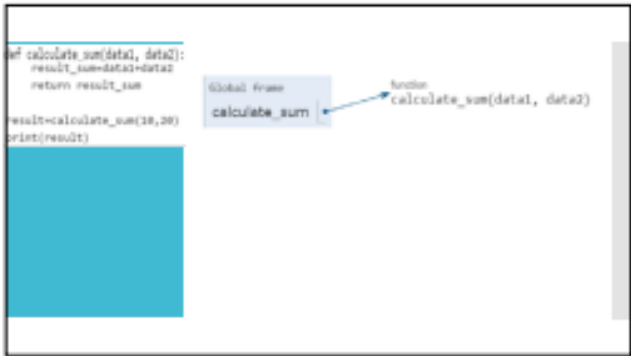 def calculate_sum(data1, data2):
result_sum=data1+data2
return result_sum
result=calculate_sum(10,20)
print(result)
Global Frame
calculate_sum
function
calculate_sum(data1, data2)